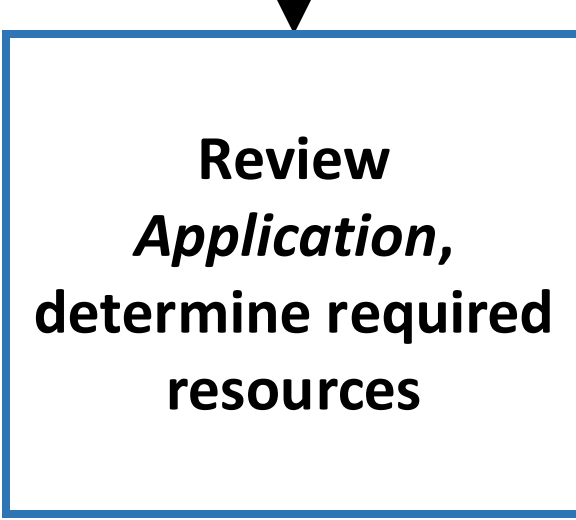 Review
Application,
determine required
resources